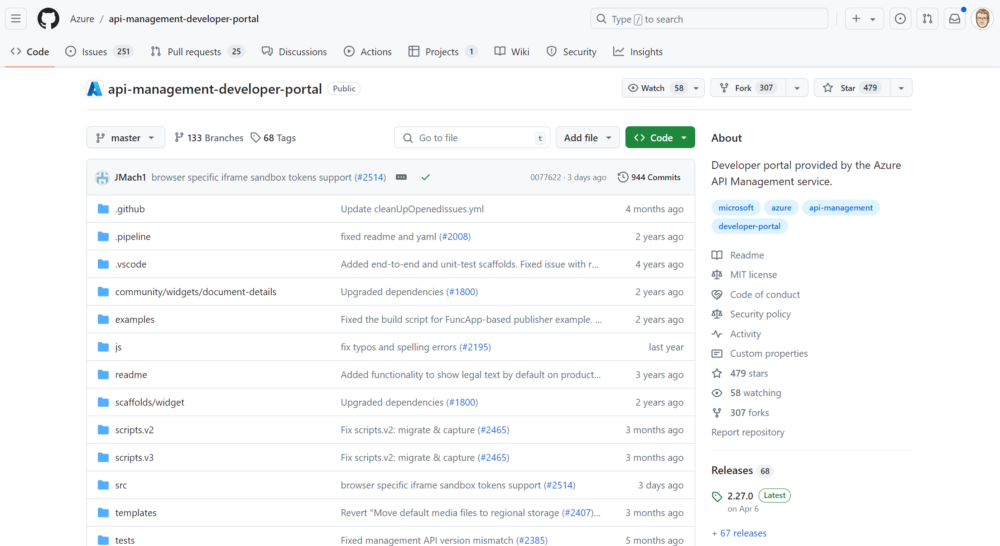 Azure / api-management-developer-portal
Type / to search
Code
Issues 251
Pull requests 25
Discussions
Actions
Projects 1
Wiki
Security
Insights
api-management-developer-portal Public
Watch 58
Fork 307
Star 479
master
133 Branches
68 Tags
Go to file t
Add file
Code
JMach1 browser specific iframe sandbox tokens support (#2514)
0077622 · 3 days ago
944 Commits
.github Update cleanUpOpenedIssues.yml 4 months ago
.pipeline fixed readme and yaml (#2008) 2 years ago
.vscode Added end-to-end and unit-test scaffolds. Fixed issue with r... 4 years ago
community/widgets/document-details Upgraded dependencies (#1800) 2 years ago
examples Fixed the build script for FuncApp-based publisher example. ... 2 years ago
js fix typos and spelling errors (#2195) last year
readme Added functionality to show legal text by default on product... 3 years ago
scaffolds/widget Upgraded dependencies (#1800) 2 years ago
scripts.v2 Fix scripts.v2: migrate & capture (#2465) 3 months ago
scripts.v3 Fix scripts.v2: migrate & capture (#2465) 3 months ago
src browser specific iframe sandbox tokens support (#2514) 3 days ago
templates Revert "Move default media files to regional storage (#2407)... 3 months ago
tests Fixed management API version mismatch (#2385) 5 months ago
About
Developer portal provided by the Azure
API Management service.
microsoft azure api-management
developer-portal
Readme
MIT license
Code of conduct
Security policy
Activity
Custom properties
479 stars
58 watching
307 forks
Report repository
Releases 68
2.27.0 Latest
on Apr 6
+ 67 releases